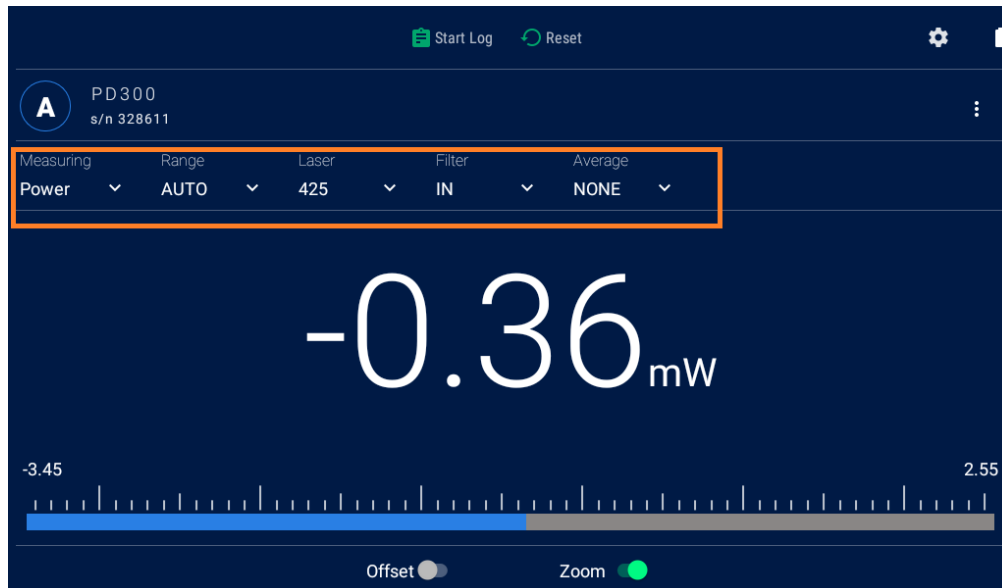 Start Log Reset
A
PD300
s/n 328611
Measuring Range Laser Filter Average
Power AUTO 425 IN NONE
-0.36 mW
-3.45 2.55
Offset Zoom